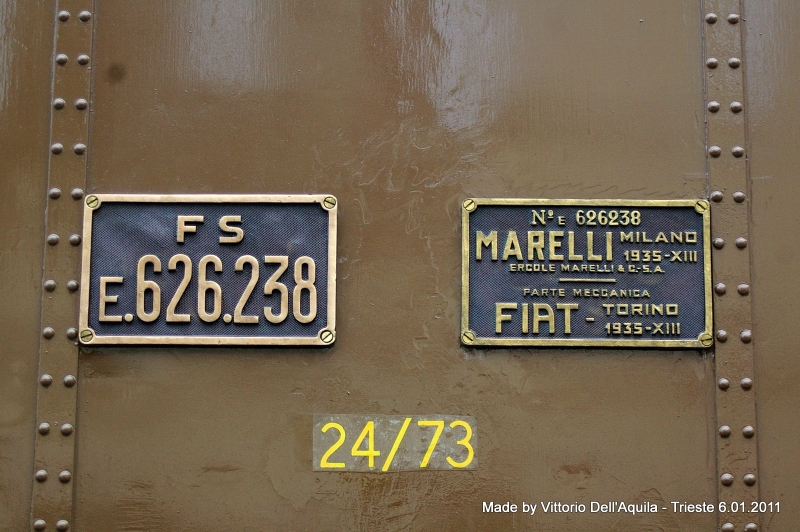 FS
E.626.238
Nº E 626238
MARELLI MILANO 1935-XIII
ERCOLE MARELLI & C.-S.A.
PARTE MECCANICA
FIAT - TORINO 1935-XIII
24/73
Made by Vittorio Dell'Aquila - Trieste 6.01.2011